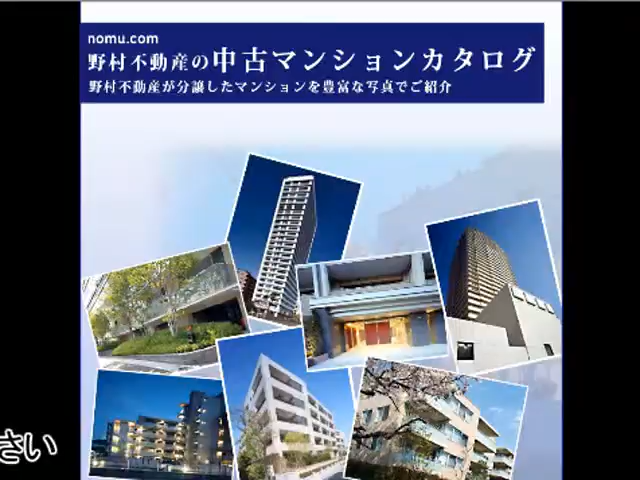 nomu.com
野村不動産の中古マンションカタログ
野村不動産が分譲したマンションを豊富な写真でご紹介
さい